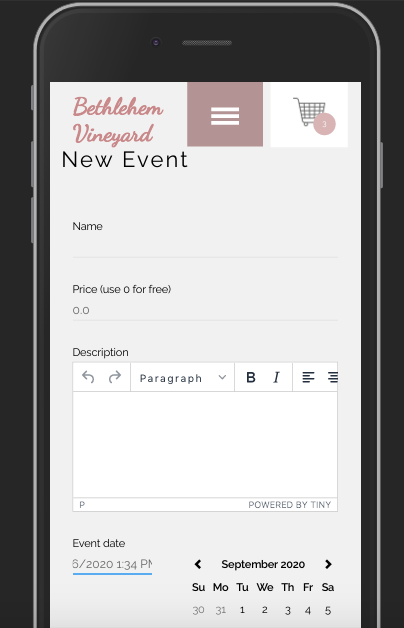 Bethlehem
Vineyard
3
New Event
Name
Price (use 0 for free)
0.0
Description
Paragraph B I
P POWERED BY TINY
Event date
6/2020 1:34 PM
September 2020
Su Mo Tu We Th Fr Sa
30 31 1 2 3 4 5